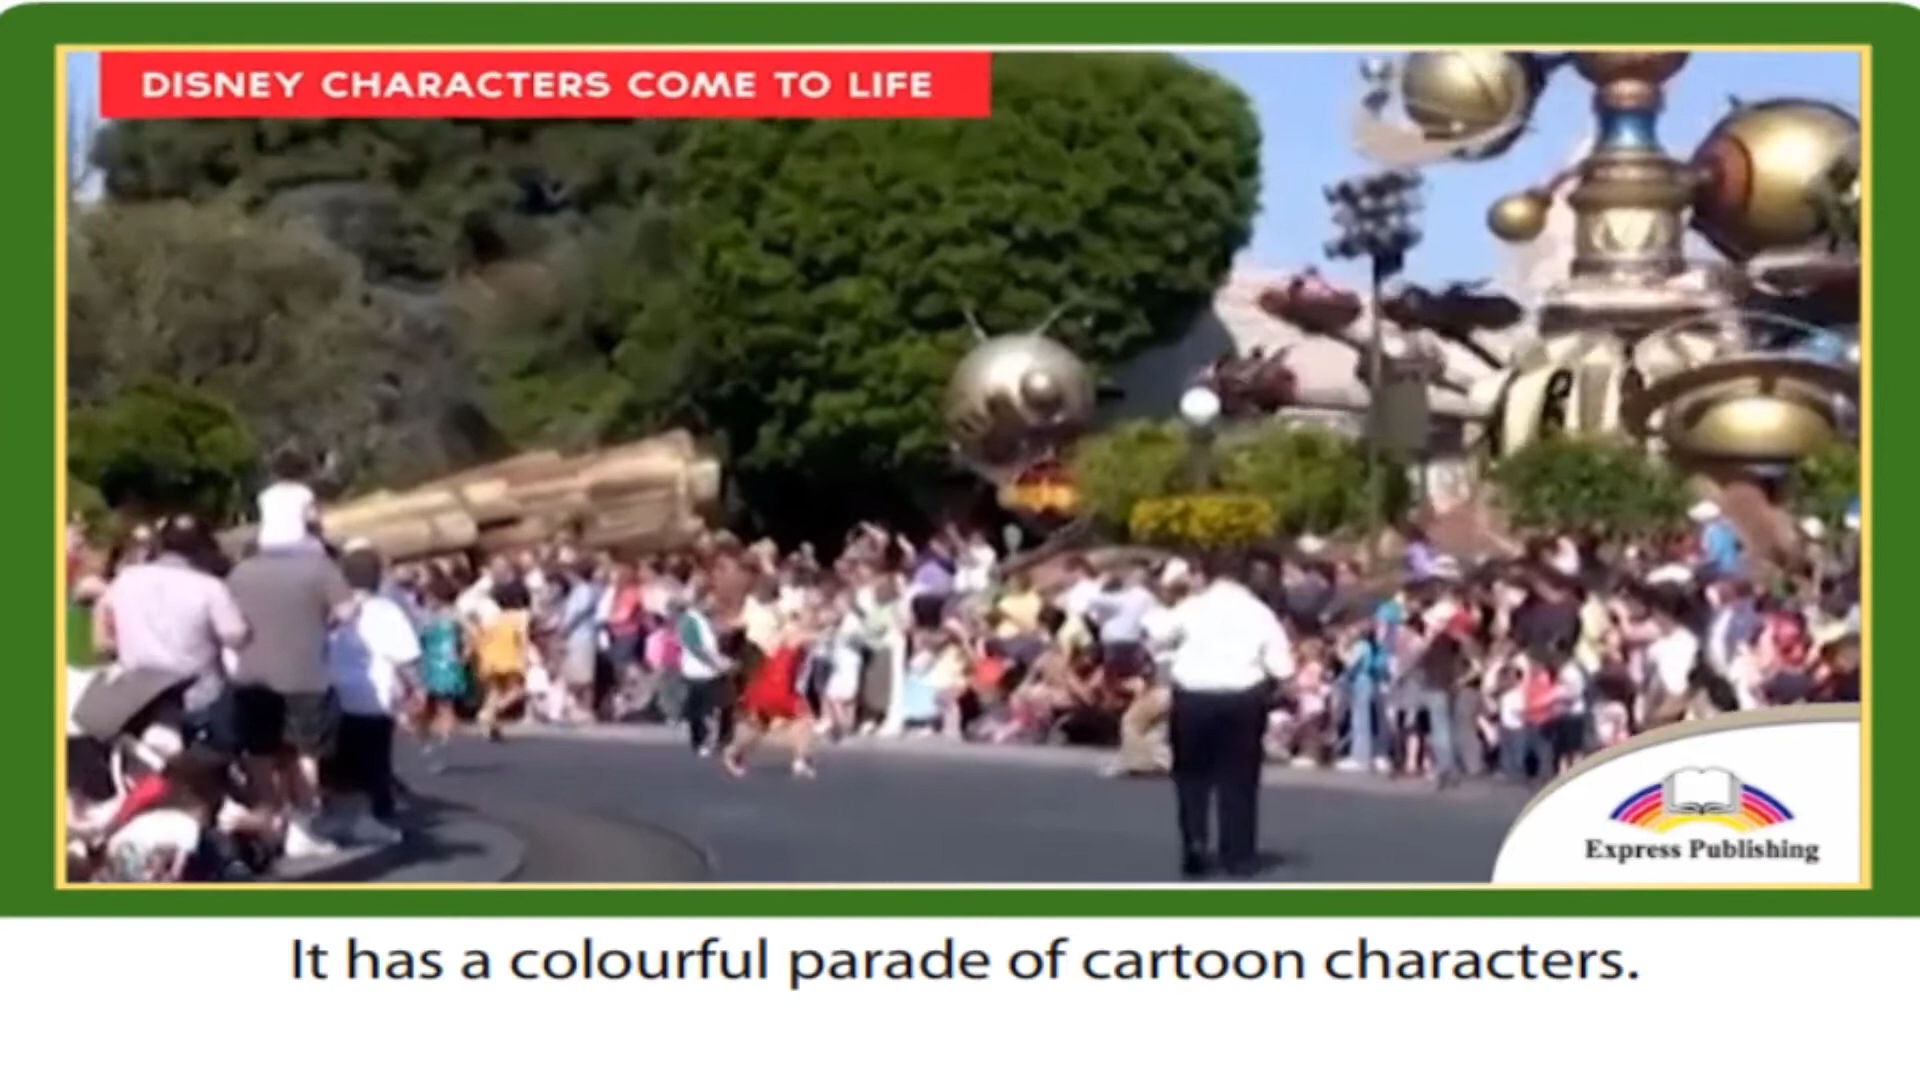 DISNEY CHARACTERS COME TO LIFE
Express Publishing
It has a colourful parade of cartoon characters.